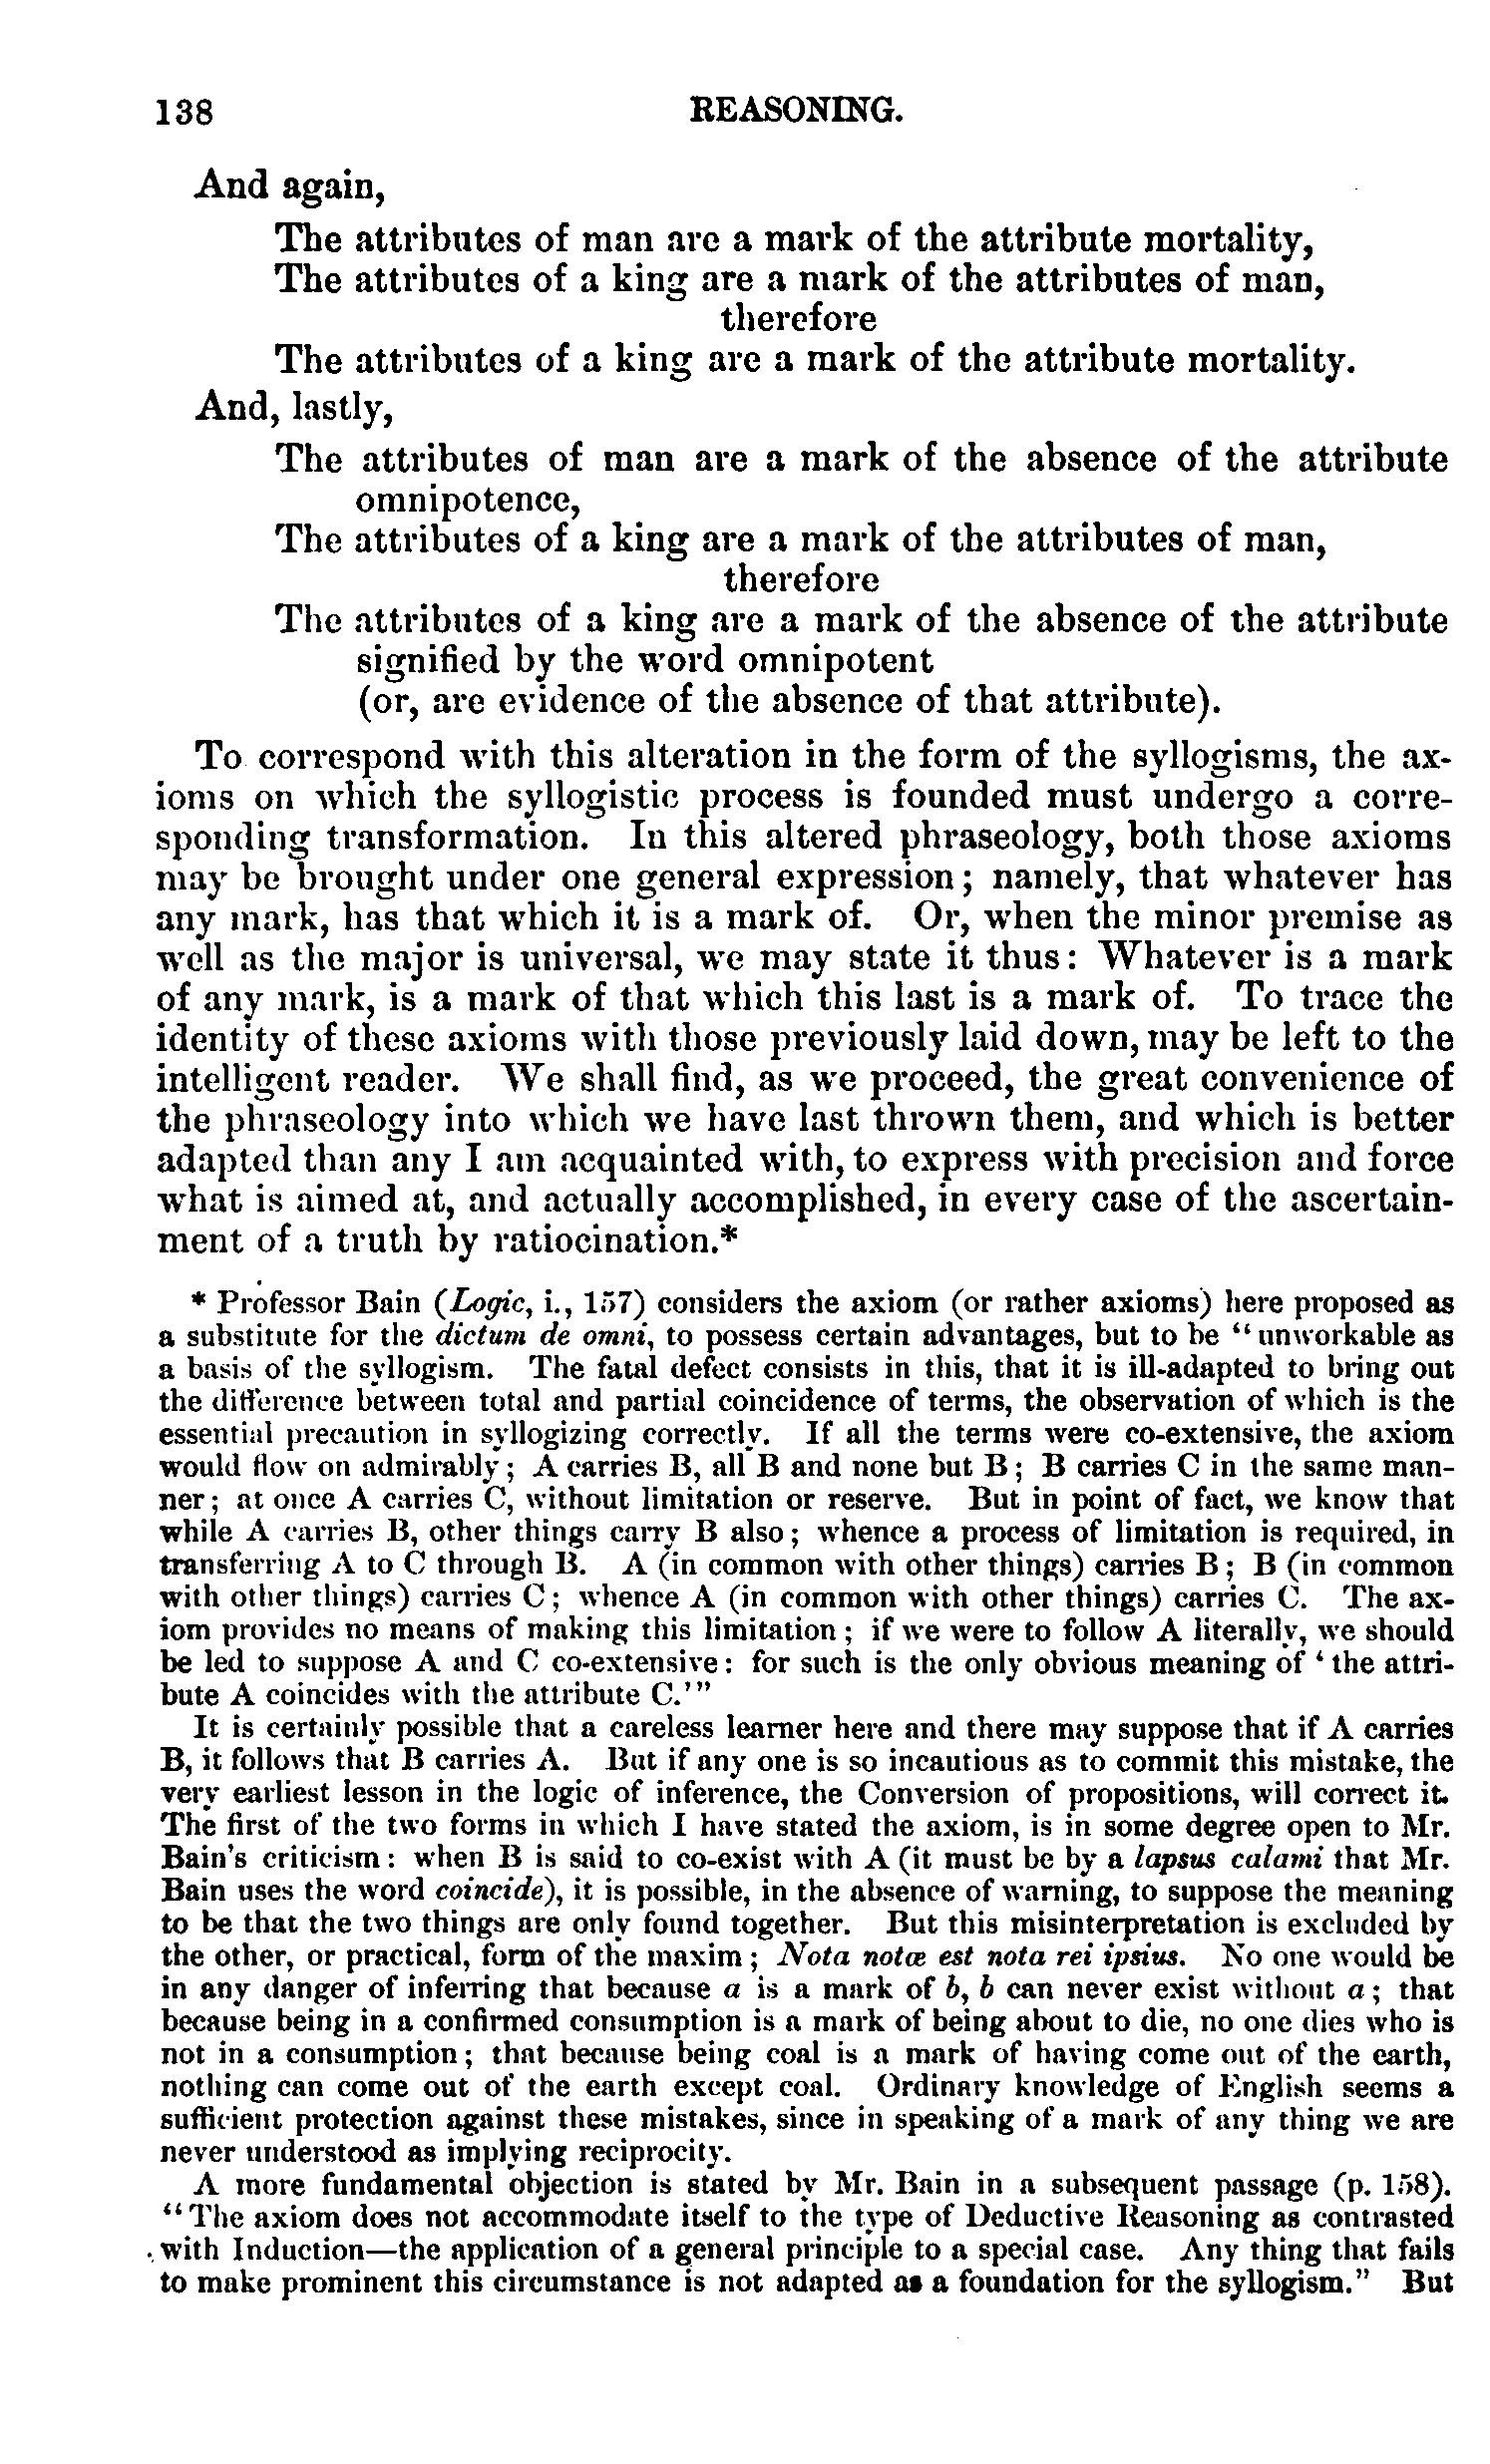 138 REASONING.
And again,
The attributes of man are a mark of the attribute mortality,
The attributes of a king are a mark of the attributes of man,
therefore
The attributes of a king are a mark of the attribute mortality.
And, lastly,
The attributes of man are a mark of the absence of the attribute
omnipotence,
The attributes of a king are a mark of the attributes of man,
therefore
The attributes of a king are a mark of the absence of the attribute
signified by the word omnipotent
(or, are evidence of the absence of that attribute).
To correspond with this alteration in the form of the syllogisms, the ax-
ioms on which the syllogistic process is founded must undergo a corre-
sponding transformation. In this altered phraseology, both those axioms
may be brought under one general expression; namely, that whatever has
any mark, has that which it is a mark of. Or, when the minor premise as
well as the major is universal, we may state it thus: Whatever is a mark
of any mark, is a mark of that which this last is a mark of. To trace the
identity of these axioms with those previously laid down, may be left to the
intelligent reader. We shall find, as we proceed, the great convenience of
the phraseology into which we have last thrown them, and which is better
adapted than any I am acquainted with, to express with precision and force
what is aimed at, and actually accomplished, in every case of the ascertain-
ment of a truth by ratiocination.*
* Professor Bain (Logic, i., 157) considers the axiom (or rather axioms) here proposed as
a substitute for the dictum de omni, to possess certain advantages, but to be "unworkable as
a basis of the syllogism. The fatal defect consists in this, that it is ill-adapted to bring out
the difference between total and partial coincidence of terms, the observation of which is the
essential precaution in syllogizing correctly. If all the terms were co-extensive, the axiom
would flow on admirably; A carries B, all B and none but B; B carries C in the same man-
ner; at once A carries C, without limitation or reserve. But in point of fact, we know that
while A carries B, other things carry B also; whence a process of limitation is required, in
transferring A to C through B. A (in common with other things) carries B; B (in common
with other things) carries C; whence A (in common with other things) carries C. The ax-
iom provides no means of making this limitation; if we were to follow A literally, we should
be led to suppose A and C co-extensive: for such is the only obvious meaning of 'the attri-
bute A coincides with the attribute C.'"
It is certainly possible that a careless learner here and there may suppose that if A carries
B, it follows that B carries A. But if any one is so incautious as to commit this mistake, the
very earliest lesson in the logic of inference, the Conversion of propositions, will correct it.
The first of the two forms in which I have stated the axiom, is in some degree open to Mr.
Bain's criticism: when B is said to co-exist with A (it must be by a lapsus calami that Mr.
Bain uses the word coincide), it is possible, in the absence of warning, to suppose the meaning
to be that the two things are only found together. But this misinterpretation is excluded by
the other, or practical, form of the maxim; Nota notæ est nota rei ipsius. No one would be
in any danger of inferring that because a is a mark of b, b can never exist without a; that
because being in a confirmed consumption is a mark of being about to die, no one dies who is
not in a consumption; that because being coal is a mark of having come out of the earth,
nothing can come out of the earth except coal. Ordinary knowledge of English seems a
sufficient protection against these mistakes, since in speaking of a mark of any thing we are
never understood as implying reciprocity.
A more fundamental objection is stated by Mr. Bain in a subsequent passage (p. 158).
"The axiom does not accommodate itself to the type of Deductive Reasoning as contrasted
with Induction—the application of a general principle to a special case. Any thing that fails
to make prominent this circumstance is not adapted as a foundation for the syllogism." But